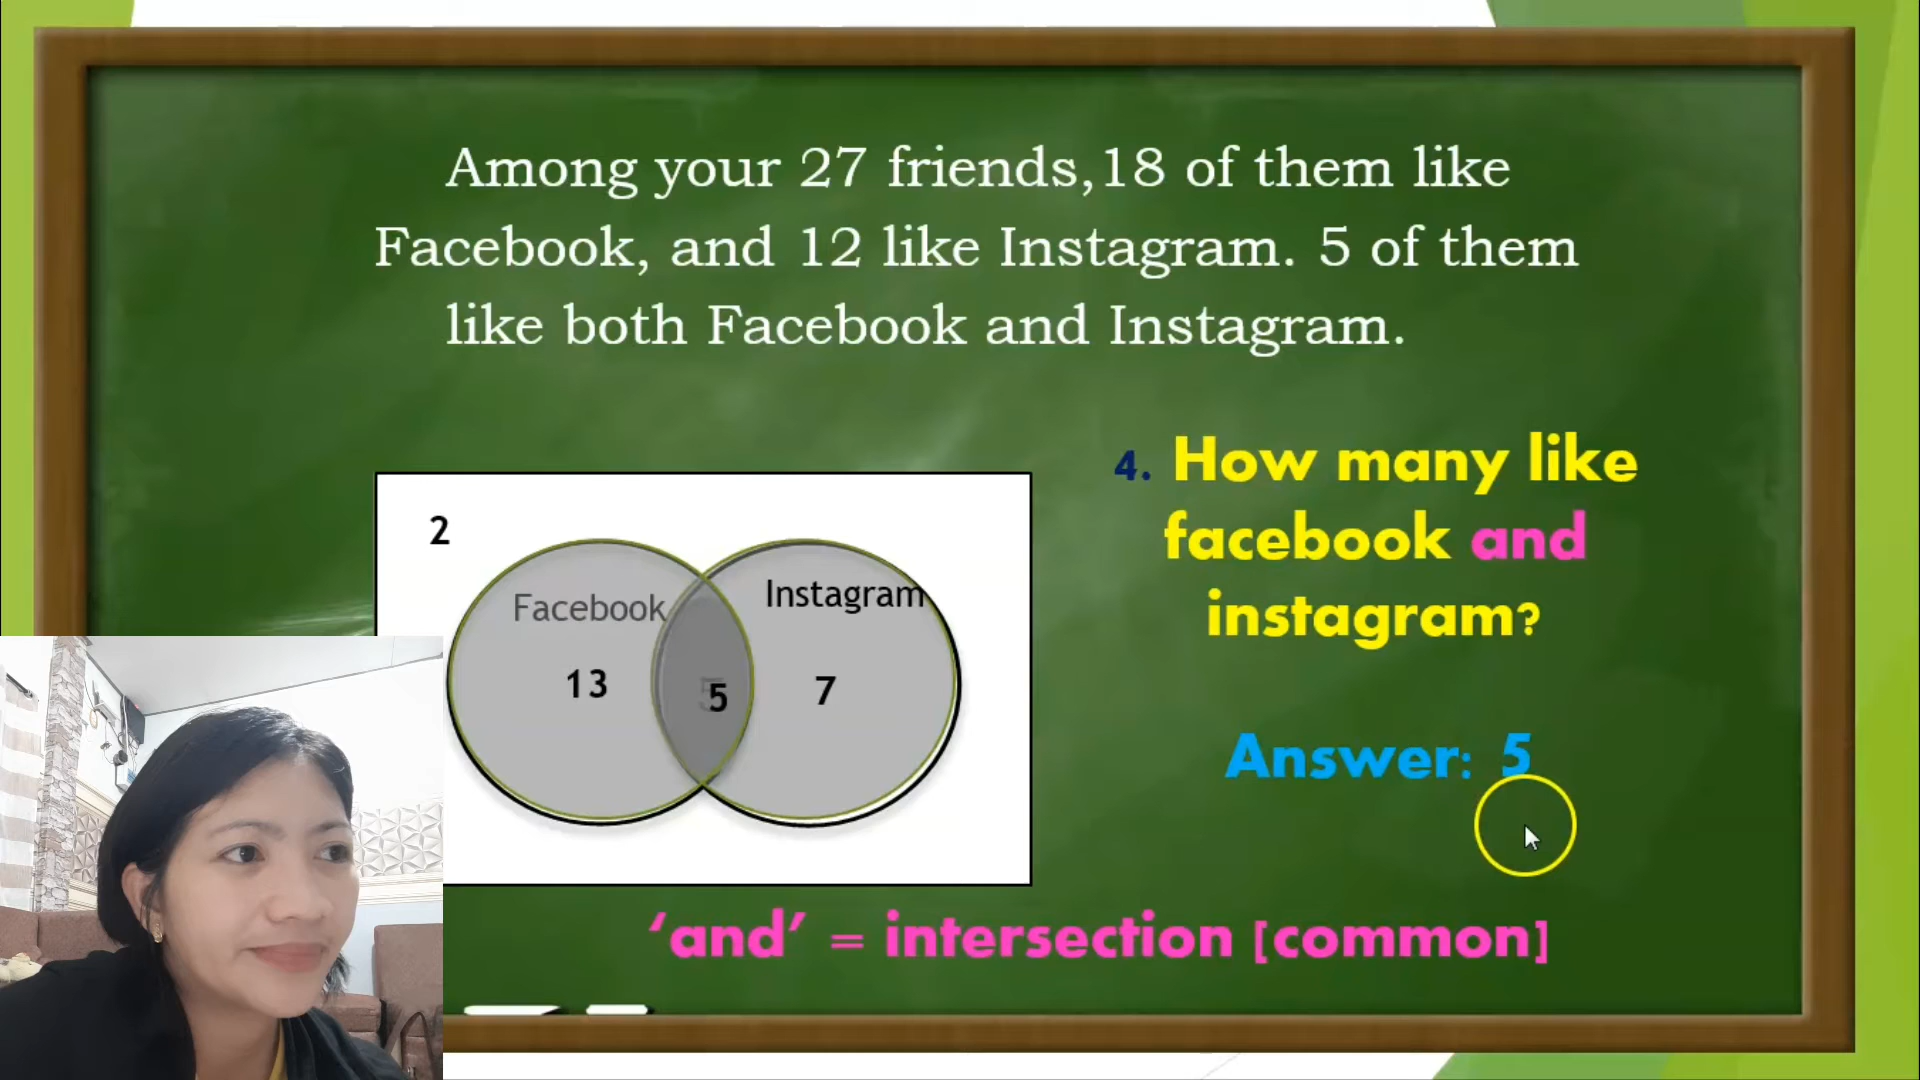 Among your 27 friends,18 of them like
Facebook, and 12 like Instagram. 5 of them
like both Facebook and Instagram.
4. How many like
facebook and
instagram?
2
Facebook
Instagram
13
5
7
Answer: 5
‘and’ = intersection [common]